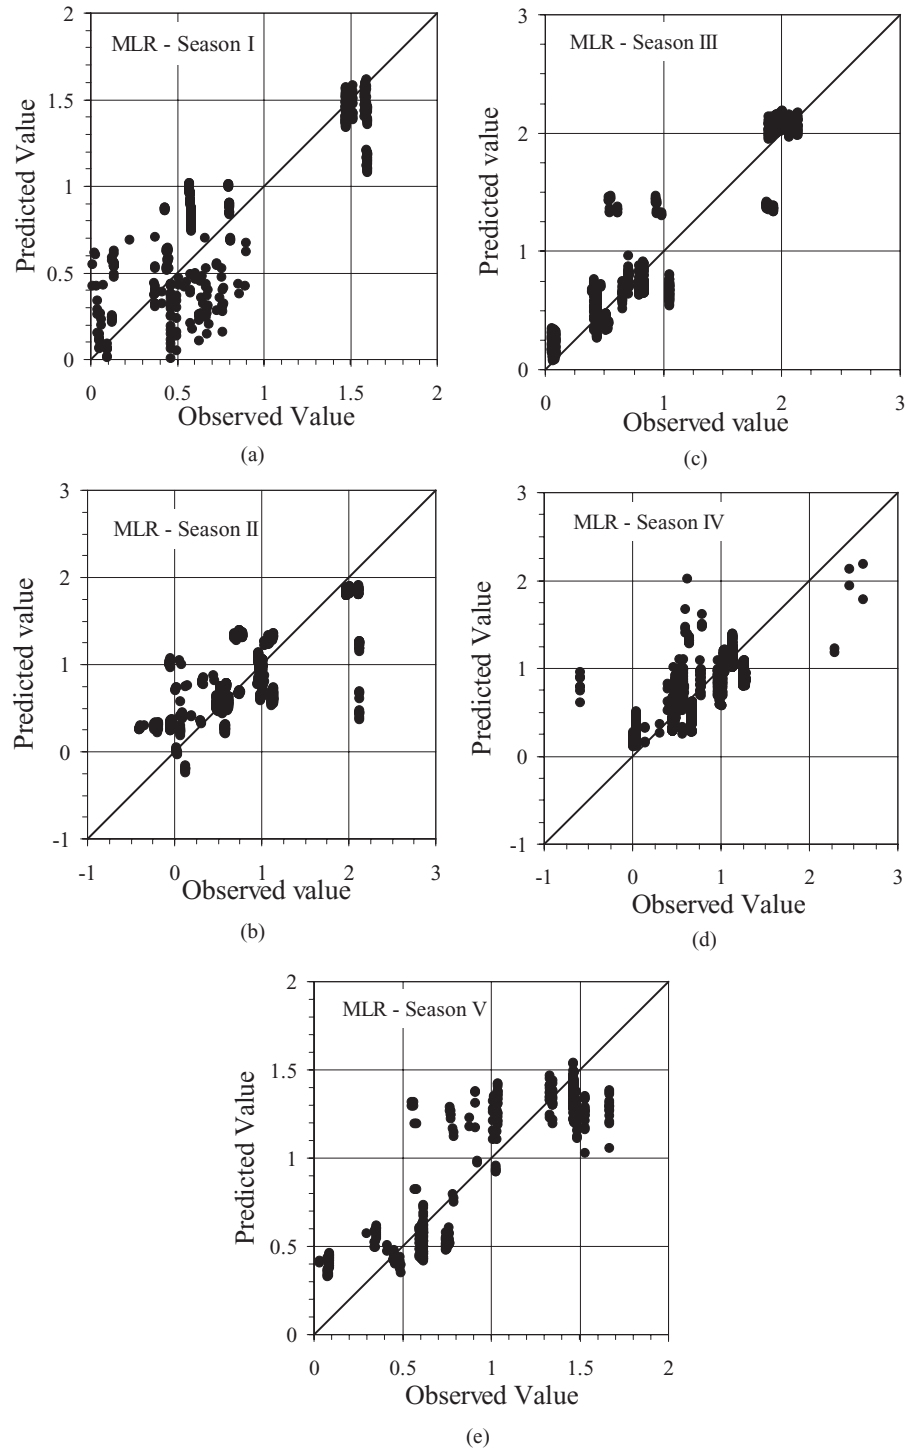 MLR - Season I
Predicted Value
2
1.5
1
0.5
0
0 0.5 1 1.5 2
Observed Value
(a)
MLR - Season III
Predicted value
3
2
1
0
0 1 2 3
Observed value
(c)
MLR - Season II
Predicted value
3
2
1
0
-1
-1 0 1 2 3
Observed value
(b)
MLR - Season IV
Predicted Value
3
2
1
0
-1
-1 0 1 2 3
Observed Value
(d)
MLR - Season V
Predicted Value
2
1.5
1
0.5
0
0 0.5 1 1.5 2
Observed Value
(e)